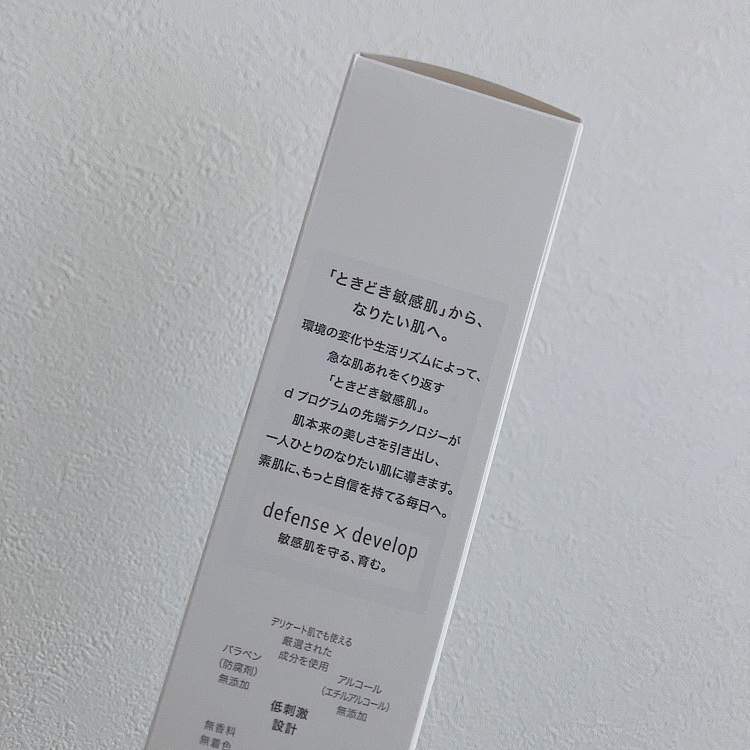 「ときどき敏感肌」から、
なりたい肌へ。
環境の変化や生活リズムによって、
急な肌あれをくり返す
「ときどき敏感肌」。
d プログラムの先端テクノロジーが
肌本来の美しさを引き出し、
一人ひとりのなりたい肌に導きます。
素肌に、もっと自信を持てる毎日へ。
defense × develop
敏感肌を守る、育む。
デリケート肌でも使える
厳選された
成分を使用
パラベン
（防腐剤）
無添加
アルコール
（エチルアルコール）
無添加
低刺激
設計
無香料
無着色